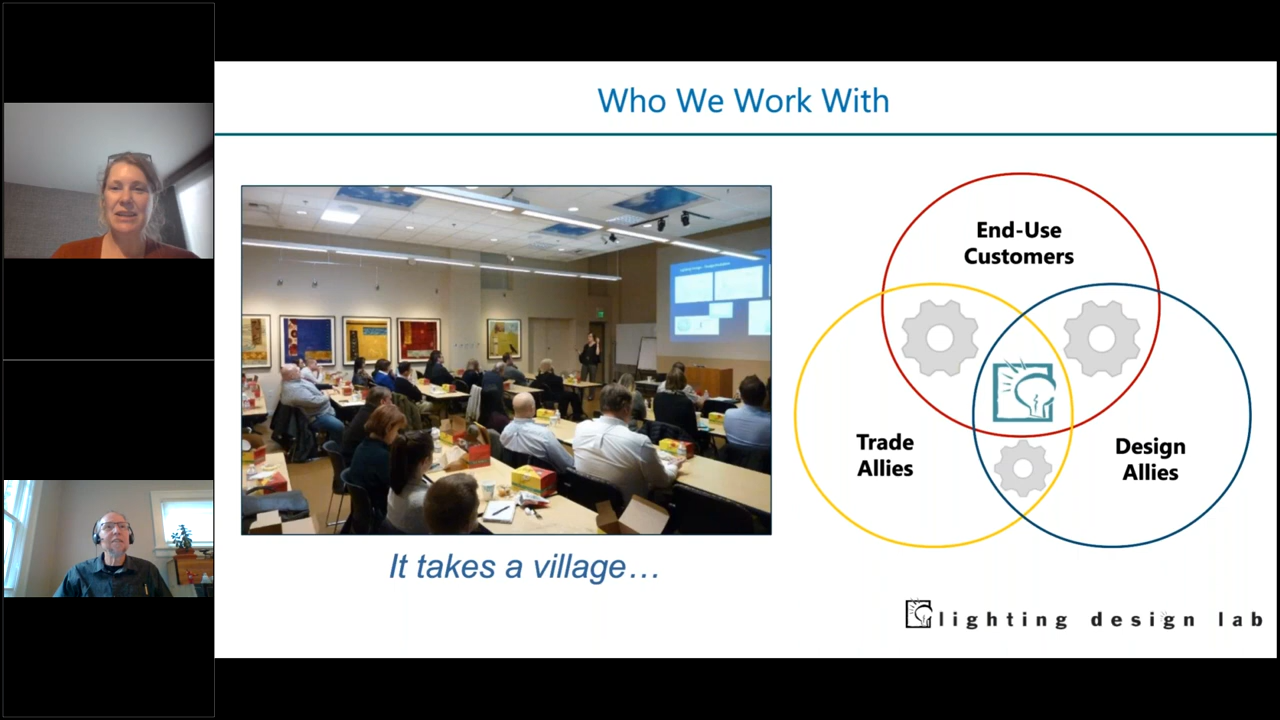 Who We Work With
End-Use
Customers
Trade
Allies
Design
Allies
It takes a village…
lighting design lab